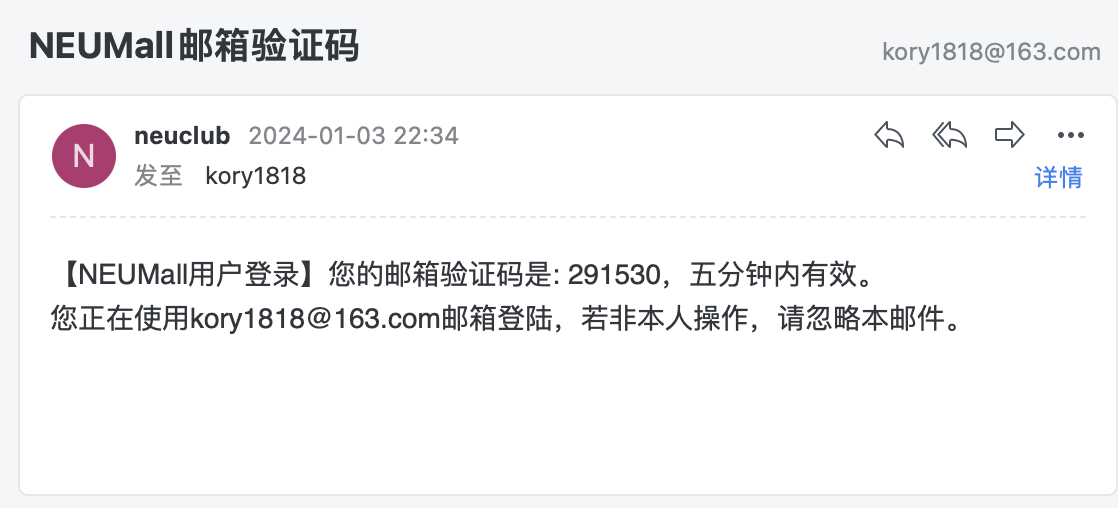 NEUMall邮箱验证码
kory1818@163.com
N
neuclub 2024-01-03 22:34
发至 kory1818
详情
【NEUMall用户登录】您的邮箱验证码是: 291530，五分钟内有效。
您正在使用kory1818@163.com邮箱登陆，若非本人操作，请忽略本邮件。